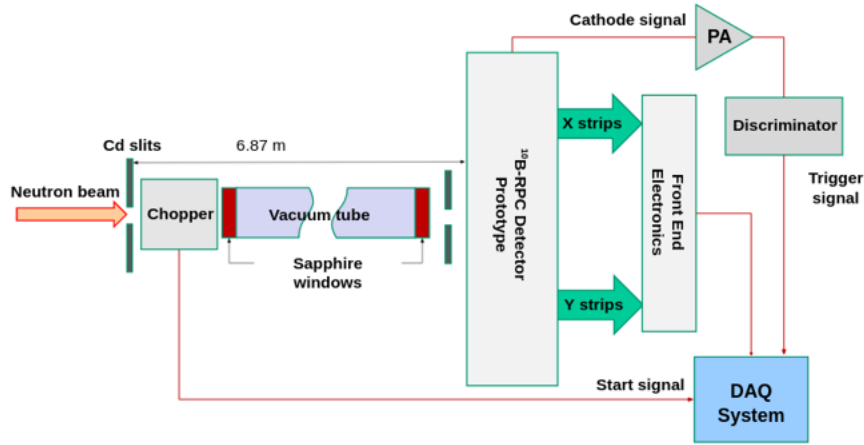 Cathode signal
PA
X strips
Discriminator
Cd slits
6.87 m
Neutron beam
Chopper
Vacuum tube
Sapphire
windows
¹⁰B-RPC Detector
Prototype
Front End
Electronics
Trigger
signal
Y strips
Start signal
DAQ
System